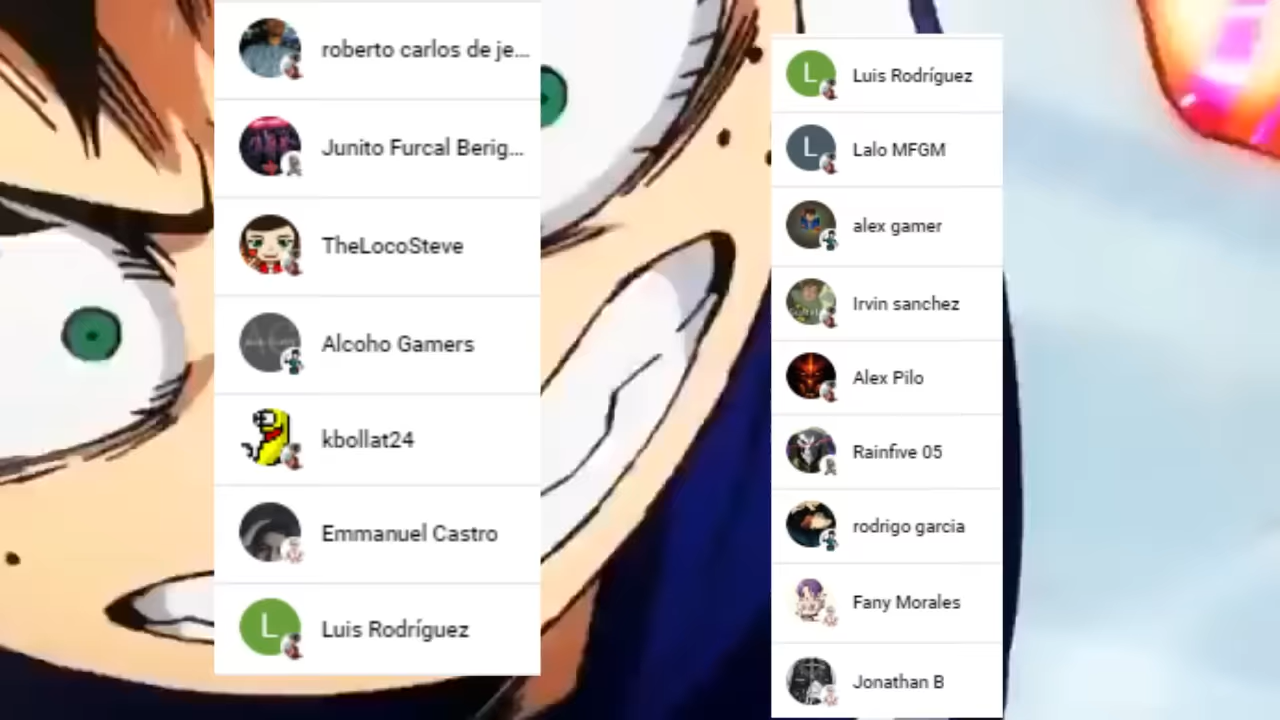 roberto carlos de je...
Junito Furcal Berig...
TheLocoSteve
Alcoho Gamers
kbollat24
Emmanuel Castro
L
Luis Rodríguez
L
Luis Rodríguez
L
Lalo MFGM
alex gamer
Irvin sanchez
Alex Pilo
Rainfive 05
rodrigo garcia
Fany Morales
Jonathan B